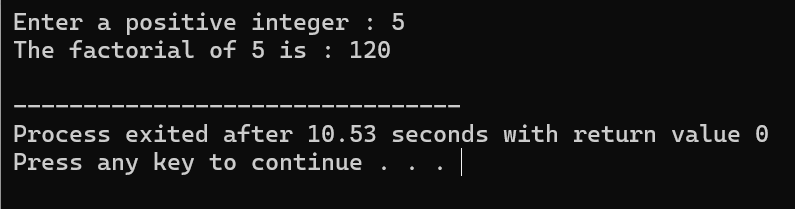 Enter a positive integer : 5
The factorial of 5 is : 120
--------------------------------
Process exited after 10.53 seconds with return value 0
Press any key to continue . . .